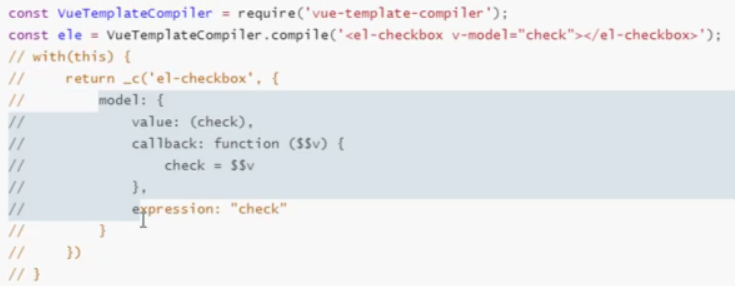 const VueTemplateCompiler = require('vue-template-compiler');
const ele = VueTemplateCompiler.compile('<el-checkbox v-model="check"></el-checkbox>');
// with(this) {
//     return _c('el-checkbox', {
//         model: {
//             value: (check),
//             callback: function ($$v) {
//                 check = $$v
//             },
//             expression: "check"
//         }
//     })
// }